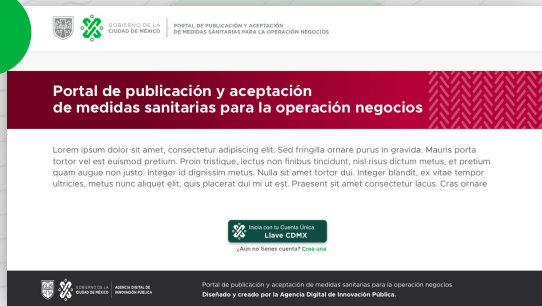 GOBIERNO DE LA
CIUDAD DE MÉXICO
PORTAL DE PUBLICACIÓN Y ACEPTACIÓN
DE MEDIDAS SANITARIAS PARA LA OPERACIÓN NEGOCIOS
Portal de publicación y aceptación
de medidas sanitarias para la operación negocios
Lorem ipsum dolor sit amet, consectetur adipiscing elit. Sed fringilla ornare purus in gravida. Mauris porta
tortor vel est euismod pretium. Proin tristique, lectus non finibus tincidunt, nisl risus dictum metus, et pretium
quam augue non justo. Integer id dignissim metus. Nulla sit amet tortor dui. Integer blandit, ex vitae tempor
ultricies, metus nunc aliquet elit, quis placerat dui mi ut est. Praesent sit amet consectetur lacus. Cras ornare
Inicia con tu Cuenta Única
Llave CDMX
¿Aún no tienes cuenta? Crea una
GOBIERNO DE LA
CIUDAD DE MÉXICO
AGENCIA DIGITAL DE
INNOVACIÓN PÚBLICA
Portal de publicación y aceptación de medidas sanitarias para la operación negocios
Diseñado y creado por la Agencia Digital de Innovación Pública.